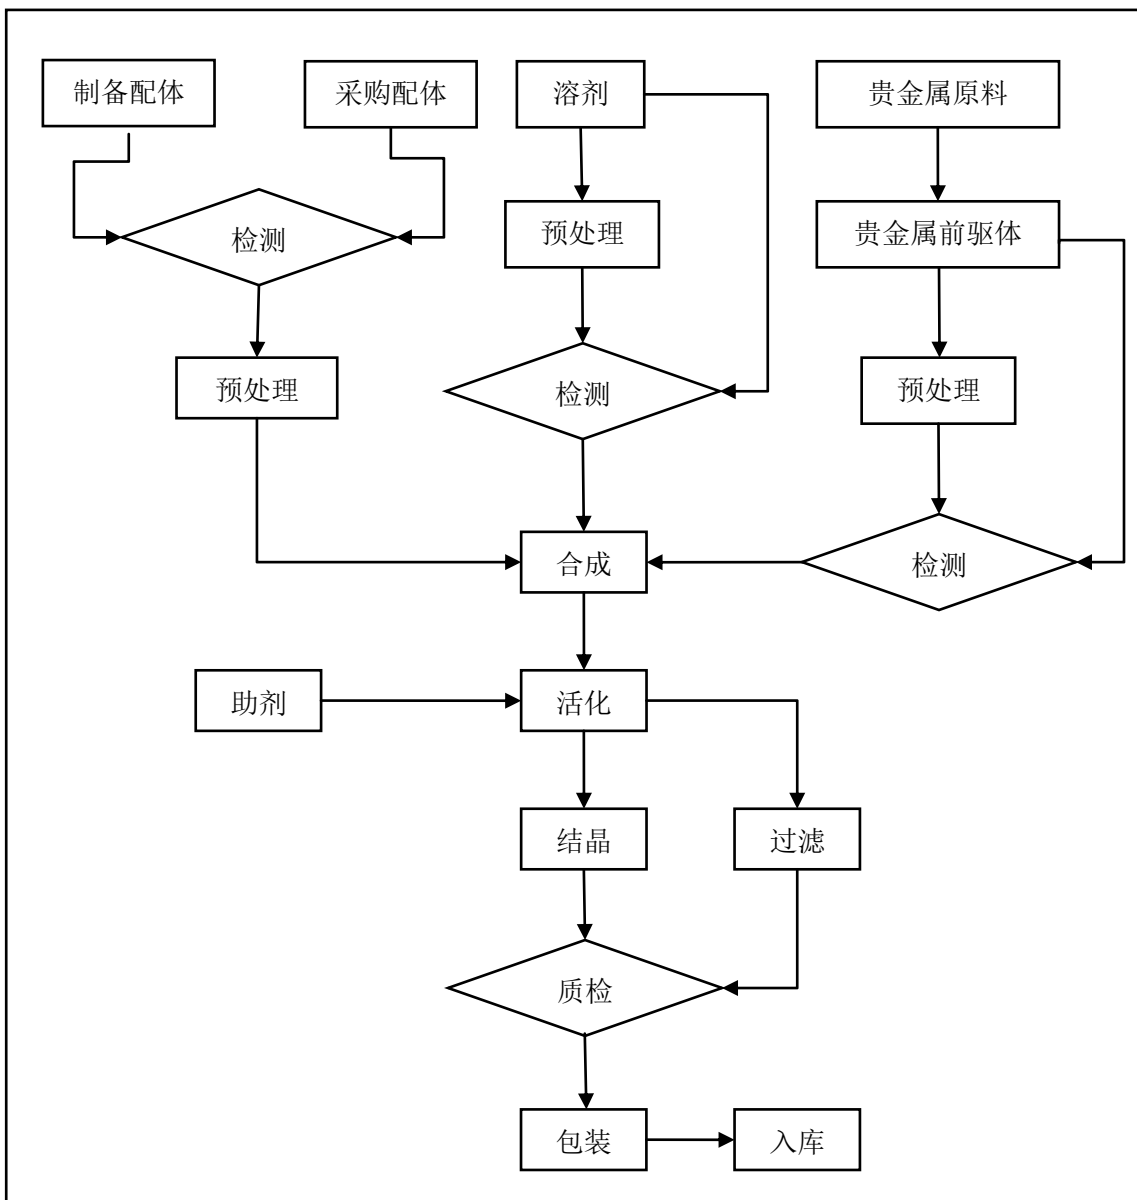 制备配体
采购配体
溶剂
贵金属原料
检测
预处理
贵金属前驱体
预处理
检测
预处理
合成
检测
助剂
活化
结晶
过滤
质检
包装
入库